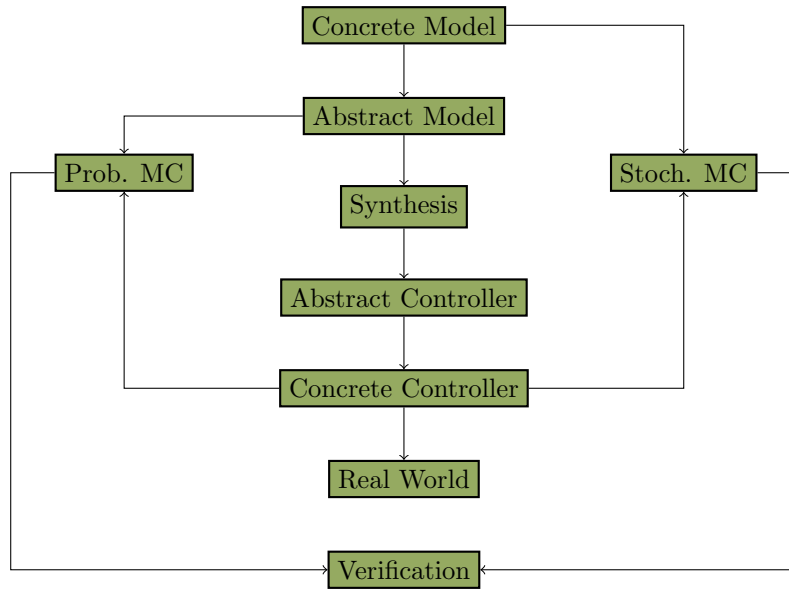 Concrete Model
Abstract Model
Prob. MC
Stoch. MC
Synthesis
Abstract Controller
Concrete Controller
Real World
Verification